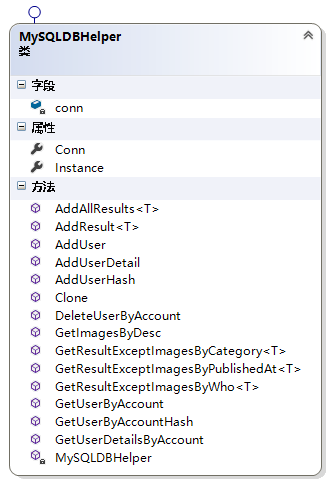 MySQLDBHelper
类
字段
conn
属性
Conn
Instance
方法
AddAllResults<T>
AddResult<T>
AddUser
AddUserDetail
AddUserHash
Clone
DeleteUserByAccount
GetImagesByDesc
GetResultExceptImagesByCategory<T>
GetResultExceptImagesByPublishedAt<T>
GetResultExceptImagesByWho<T>
GetUserByAccount
GetUserByAccountHash
GetUserDetailsByAccount
MySQLDBHelper